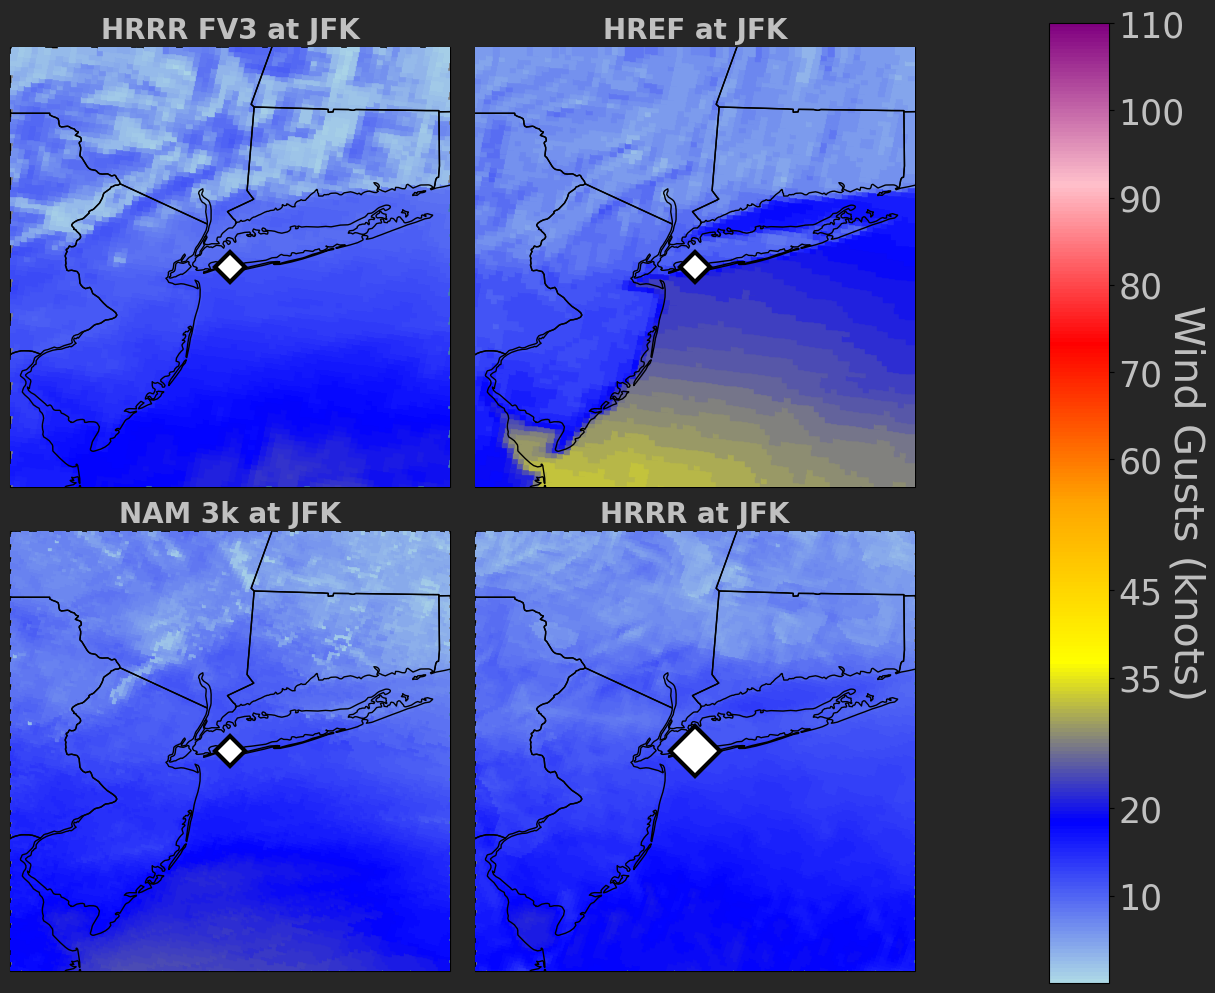 HRRR FV3 at JFK
HREF at JFK
NAM 3k at JFK
HRRR at JFK
110
100
90
80
70
60
45
35
20
10
Wind Gusts (knots)